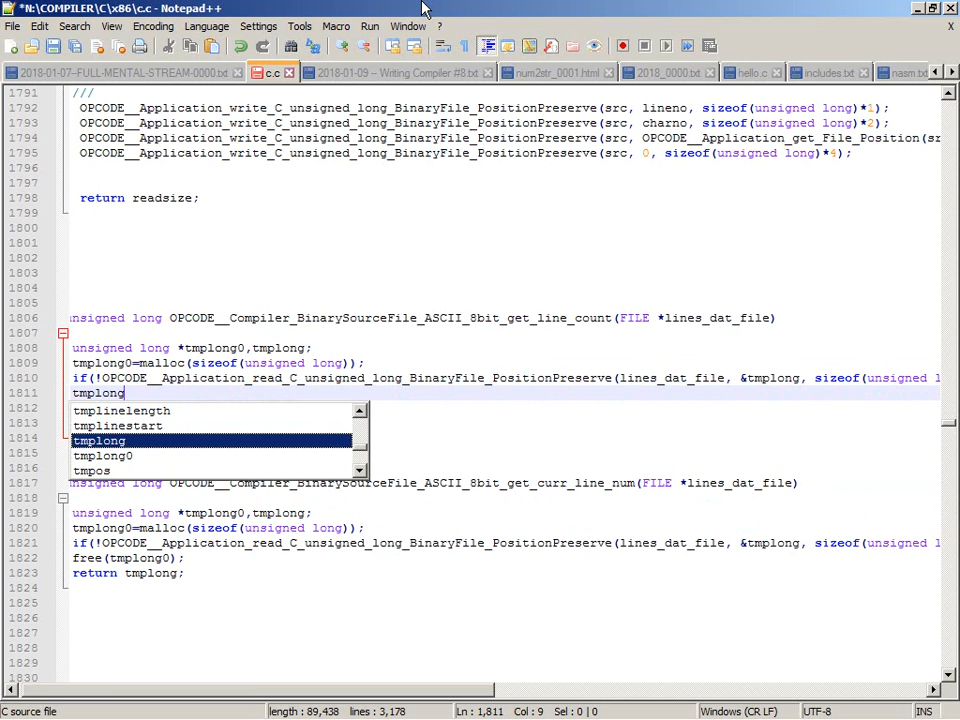 *N:\COMPILER\C\x86\c.c - Notepad++
File Edit Search View Encoding Language Settings Tools Macro Run Window ? X
2018-01-07-FULL-MENTAL-STREAM-0000.txt c.c 2018-01-09 -- Writing Compiler #8.txt num2str_0001.html 2018_0000.txt hello.c includes.txt nasm.
1791 ///
1792 OPCODE__Application_write_C_unsigned_long_BinaryFile_PositionPreserve(src, lineno, sizeof(unsigned long)*1);
1793 OPCODE__Application_write_C_unsigned_long_BinaryFile_PositionPreserve(src, charno, sizeof(unsigned long)*2);
1794 OPCODE__Application_write_C_unsigned_long_BinaryFile_PositionPreserve(src, OPCODE__Application_get_File_Position(sr
1795 OPCODE__Application_write_C_unsigned_long_BinaryFile_PositionPreserve(src, 0, sizeof(unsigned long)*4);
1796
1797
1798 return readsize;
1799
1800
1801
1802
1803
1804
1805
1806 nsigned long OPCODE__Compiler_BinarySourceFile_ASCII_8bit_get_line_count(FILE *lines_dat_file)
1807
1808 unsigned long *tmplong0,tmplong;
1809 tmplong0=malloc(sizeof(unsigned long));
1810 if(!OPCODE__Application_read_C_unsigned_long_BinaryFile_PositionPreserve(lines_dat_file, &tmplong, sizeof(unsigned l
1811 tmplong
1812 tmplinelength
1813 tmplinestart
1814 tmplong
1815 tmplong0
1816 tmpos
1817 nsigned long OPCODE__Compiler_BinarySourceFile_ASCII_8bit_get_curr_line_num(FILE *lines_dat_file)
1818
1819 unsigned long *tmplong0,tmplong;
1820 tmplong0=malloc(sizeof(unsigned long));
1821 if(!OPCODE__Application_read_C_unsigned_long_BinaryFile_PositionPreserve(lines_dat_file, &tmplong, sizeof(unsigned l
1822 free(tmplong0);
1823 return tmplong;
1824
1825
1826
1827
1828
1829
1830
C source file length : 89,438 lines : 3,178 Ln : 1,811 Col : 9 Sel : 0 | 0 Windows (CR LF) UTF-8 INS